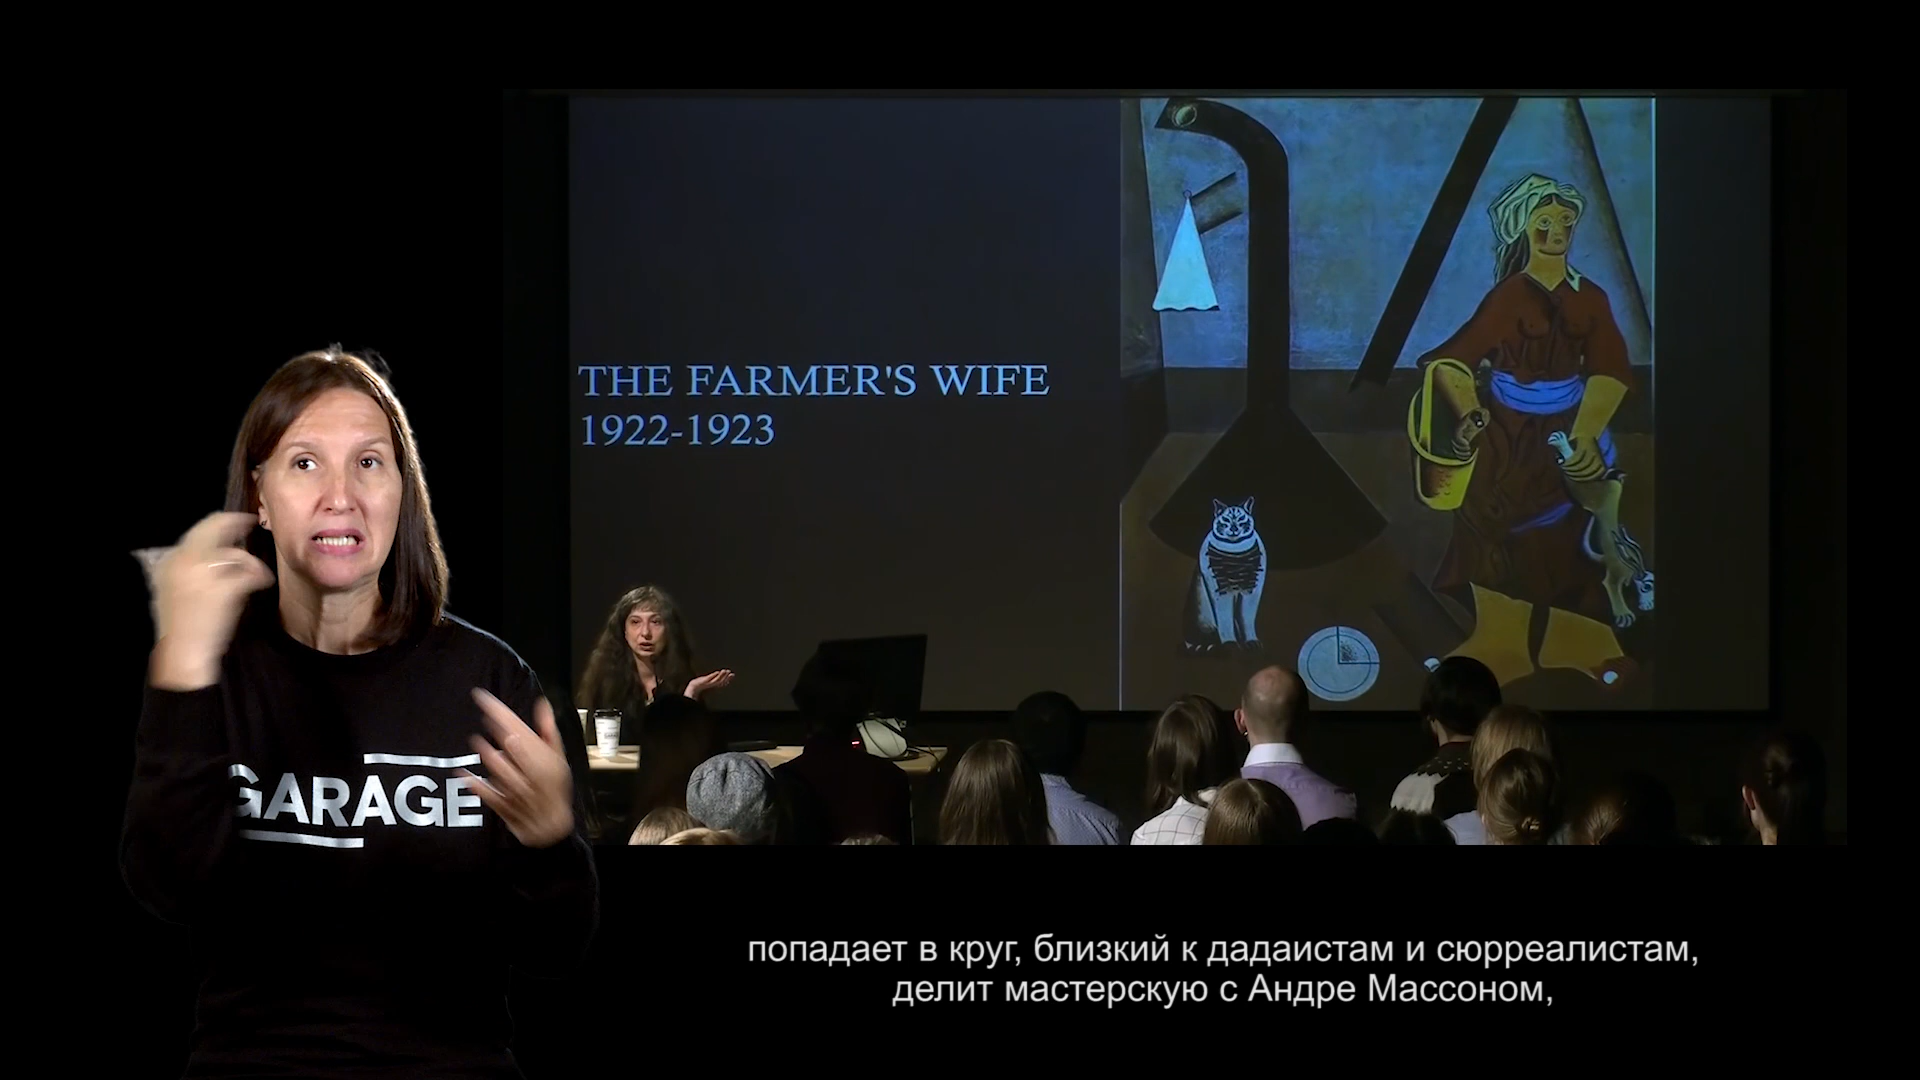 THE FARMER'S WIFE
1922-1923
GARAGE
попадает в круг, близкий к дадаистам и сюрреалистам,
делит мастерскую с Андре Массоном,